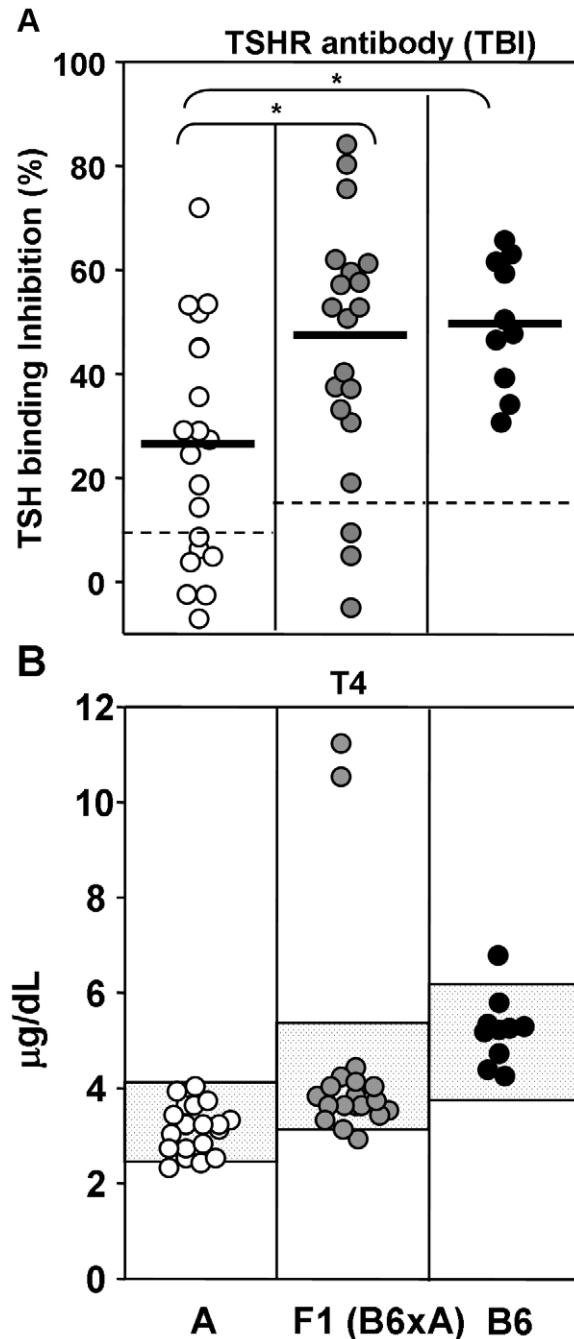 A
TSHR antibody (TBI)
TSH binding Inhibition (%)
100
80
60
40
20
0
*
*
B
T4
µg/dL
12
10
8
6
4
2
0
A F1 (B6xA) B6